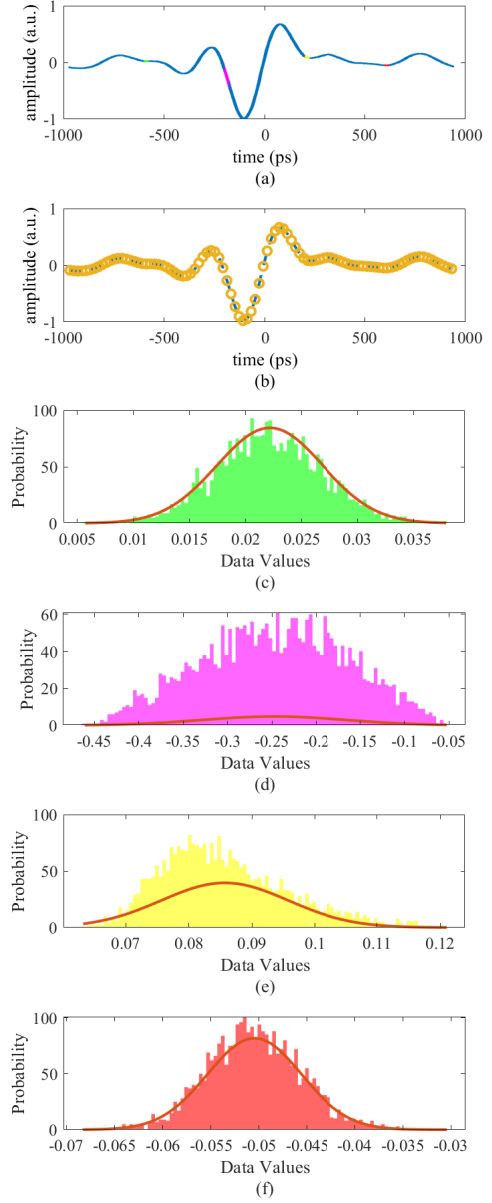 1
0
-1
amplitude (a.u.)
-1000 -500 0 500 1000
time (ps)
(a)
1
0
-1
amplitude (a.u.)
-1000 -500 0 500 1000
time (ps)
(b)
100
50
0
Probability
0.005 0.01 0.015 0.02 0.025 0.03 0.035
Data Values
(c)
60
40
20
0
Probability
-0.45 -0.4 -0.35 -0.3 -0.25 -0.2 -0.15 -0.1 -0.05
Data Values
(d)
100
50
0
Probability
0.07 0.08 0.09 0.1 0.11 0.12
Data Values
(e)
100
50
0
Probability
-0.07 -0.065 -0.06 -0.055 -0.05 -0.045 -0.04 -0.035 -0.03
Data Values
(f)